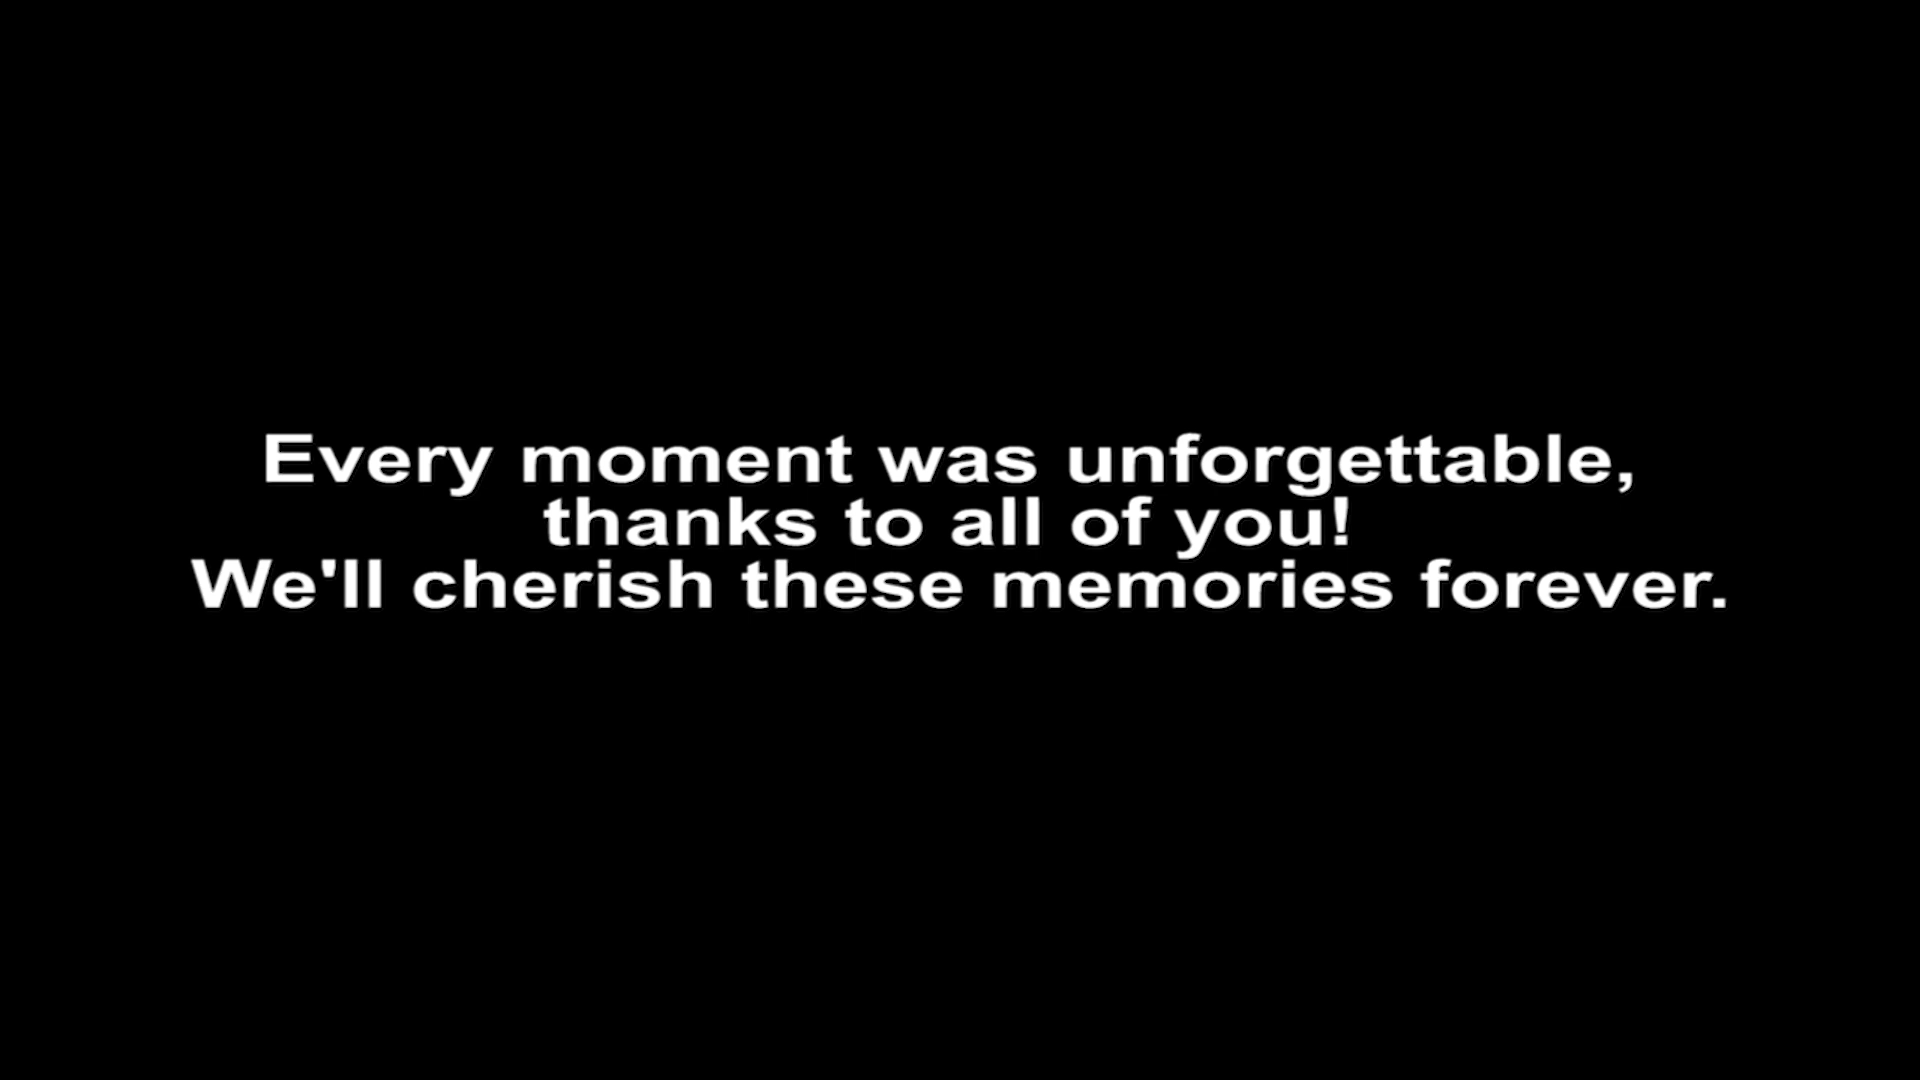 Every moment was unforgettable,
thanks to all of you!
We'll cherish these memories forever.